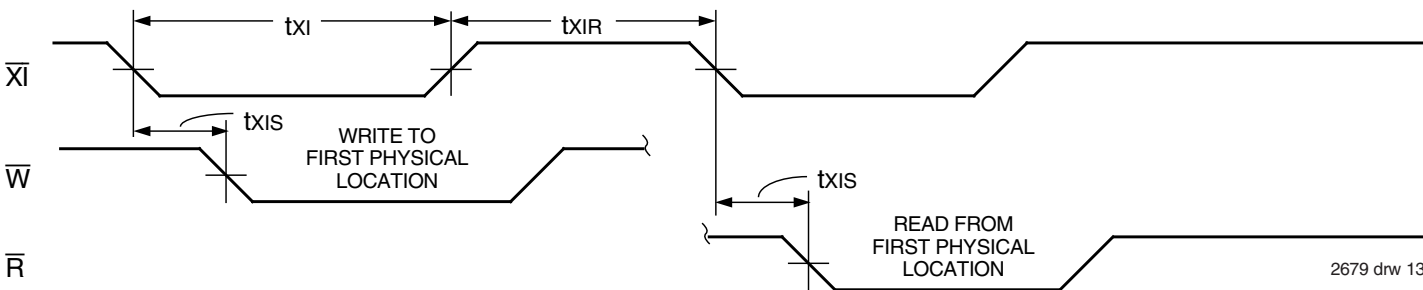 tXI
tXIR
XI
tXIS
WRITE TO
FIRST PHYSICAL
LOCATION
W
tXIS
READ FROM
FIRST PHYSICAL
LOCATION
R
2679 drw 13